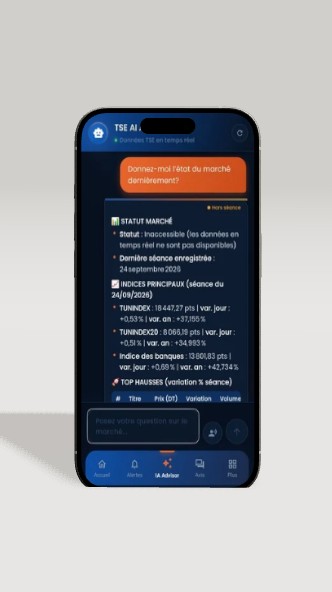 TSE AI
Données TSE en temps réel
Donnez-moi l'état du marché
dernièrement?
Hors séance
📊 STATUT MARCHÉ
• Statut : Inaccessible (les données en
temps réel ne sont pas disponibles)
• Dernière séance enregistrée :
24 septembre 2026
📈 INDICES PRINCIPAUX (séance du
24/09/2026)
• TUNINDEX : 18 447,27 pts | var. jour :
+0,53% | var. an : +37,155%
• TUNINDEX20 : 8 066,19 pts | var. jour :
+0,51% | var. an : +34,993%
• Indice des banques : 13 801,83 pts |
var. jour : +0,69% | var. an : +42,734%
🚀 TOP HAUSSES (variation % séance)
# Titre Prix (DT) Variation Volume
Posez votre question sur le
marché...
Accueil Alertes IA Advisor Avis Plus